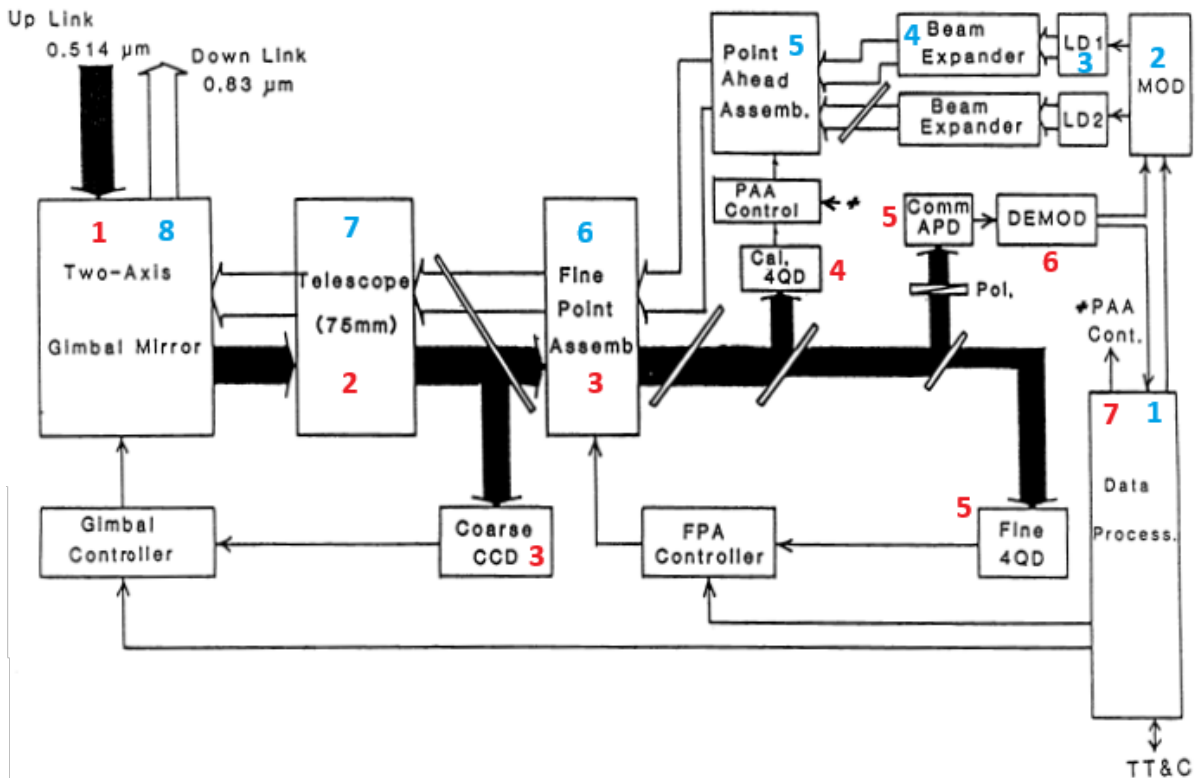 Up Link
0.514 µm
Down Link
0.83 µm
1
8
Two-Axis
Gimbal Mirror
7
Telescope
(75mm)
2
6
Fine
Point
Assemb
3
5
Point
Ahead
Assemb.
4
Beam
Expander
LD1
3
2
MOD
Beam
Expander
LD2
PAA
Control
≠
Cal.
4QD
4
5
Comm
APD
DEMOD
6
Pol.
≠PAA
Cont.
7
1
Data
Process.
Gimbal
Controller
Coarse
CCD
3
FPA
Controller
5
Fine
4QD
TT&C